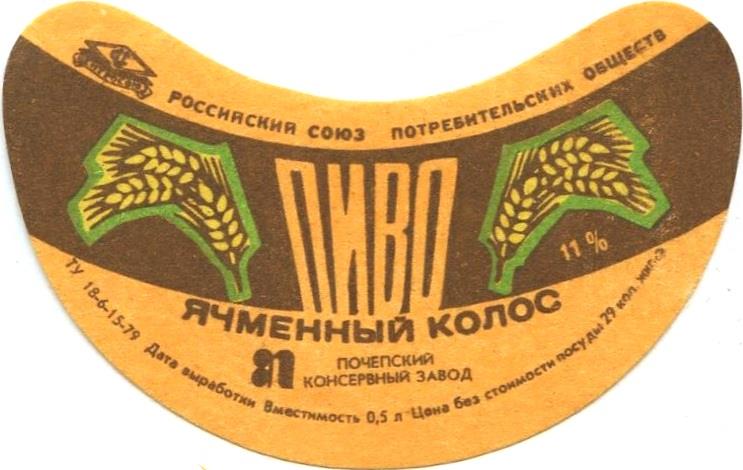 РОССИЙСКИЙ СОЮЗ ПОТРЕБИТЕЛЬСКИХ ОБЩЕСТВ
ПИВО
11 %
ЯЧМЕННЫЙ КОЛОС
ПОЧЕПСКИЙ
КОНСЕРВНЫЙ ЗАВОД
ТУ 18-6-15-79 Дата выработки Вместимость 0,5 л Цена без стоимости посуды 29 коп.